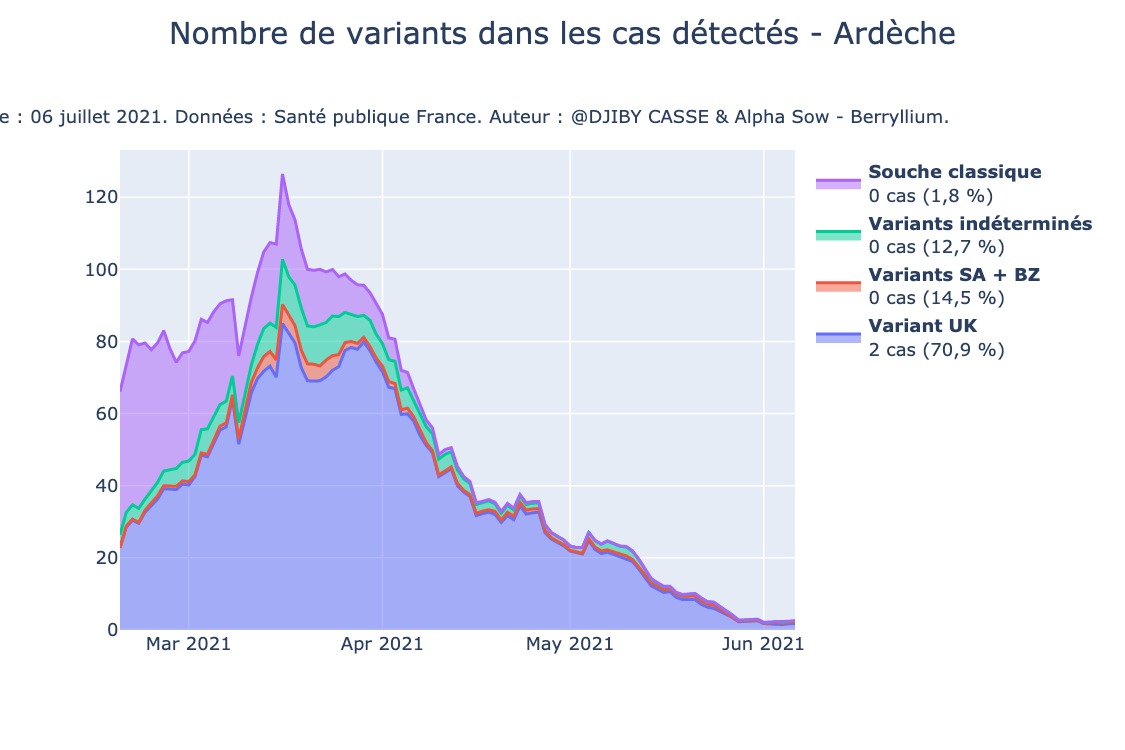 Nombre de variants dans les cas détectés - Ardèche
e : 06 juillet 2021. Données : Santé publique France. Auteur : @DJIBY CASSE & Alpha Sow - Berryllium.
Souche classique
0 cas (1,8 %)
Variants indéterminés
0 cas (12,7 %)
Variants SA + BZ
0 cas (14,5 %)
Variant UK
2 cas (70,9 %)
120
100
80
60
40
20
0
Mar 2021 Apr 2021 May 2021 Jun 2021